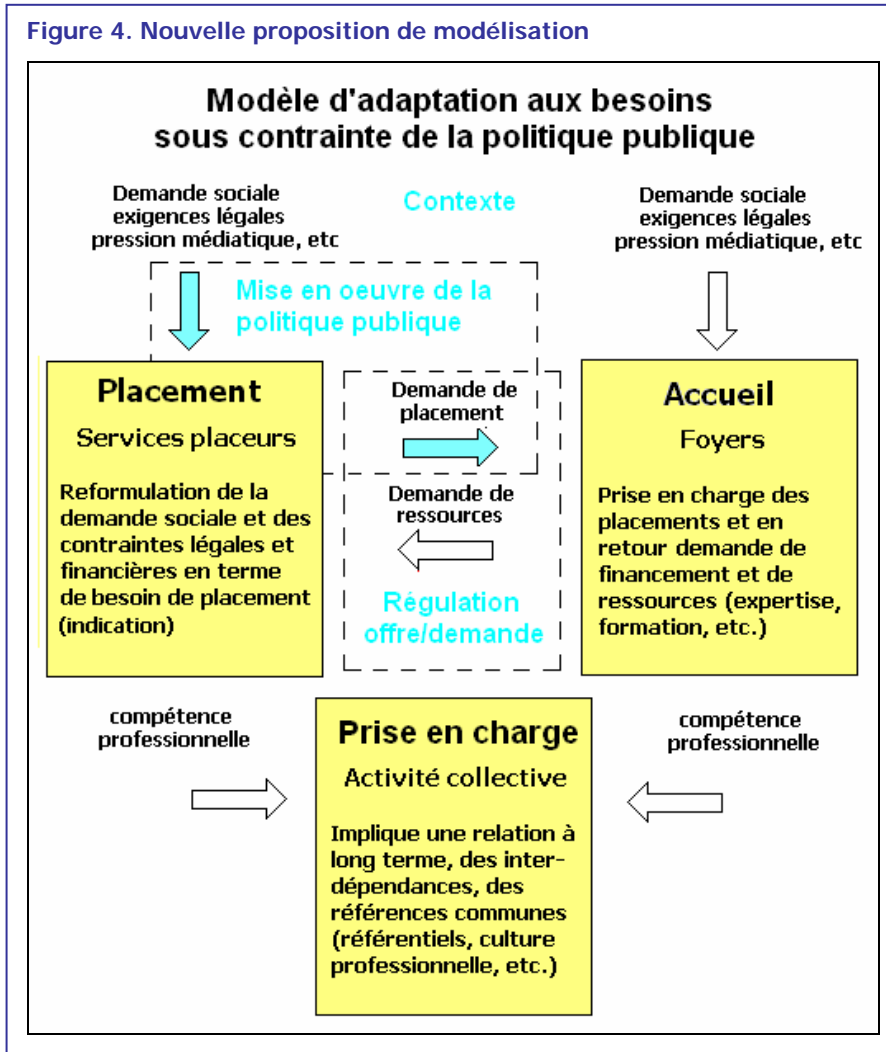 Figure 4. Nouvelle proposition de modélisation
Modèle d'adaptation aux besoins
sous contrainte de la politique publique
Demande sociale
exigences légales
pression médiatique, etc
Contexte
Demande sociale
exigences légales
pression médiatique, etc
Mise en oeuvre de la
politique publique
Placement
Services placeurs
Reformulation de la
demande sociale et des
contraintes légales et
financières en terme
de besoin de placement
(indication)
Demande de
placement
Demande de
ressources
Régulation
offre/demande
Accueil
Foyers
Prise en charge des
placements et en
retour demande de
financement et de
ressources (expertise,
formation, etc.)
compétence
professionnelle
Prise en charge
Activité collective
Implique une relation à
long terme, des inter-
dépendances, des
références communes
(référentiels, culture
professionnelle, etc.)
compétence
professionnelle